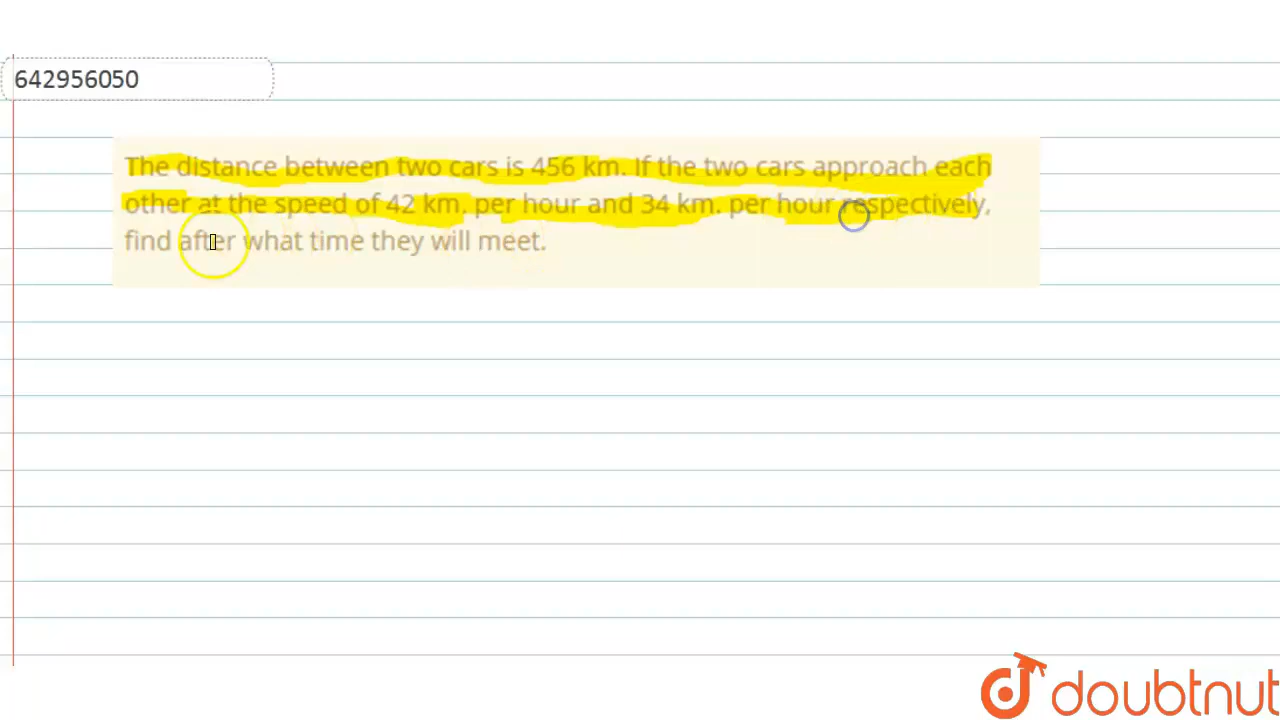 642956050
The distance between two cars is 456 km. If the two cars approach each
other at the speed of 42 km. per hour and 34 km. per hour respectively,
find after what time they will meet.
doubtnut